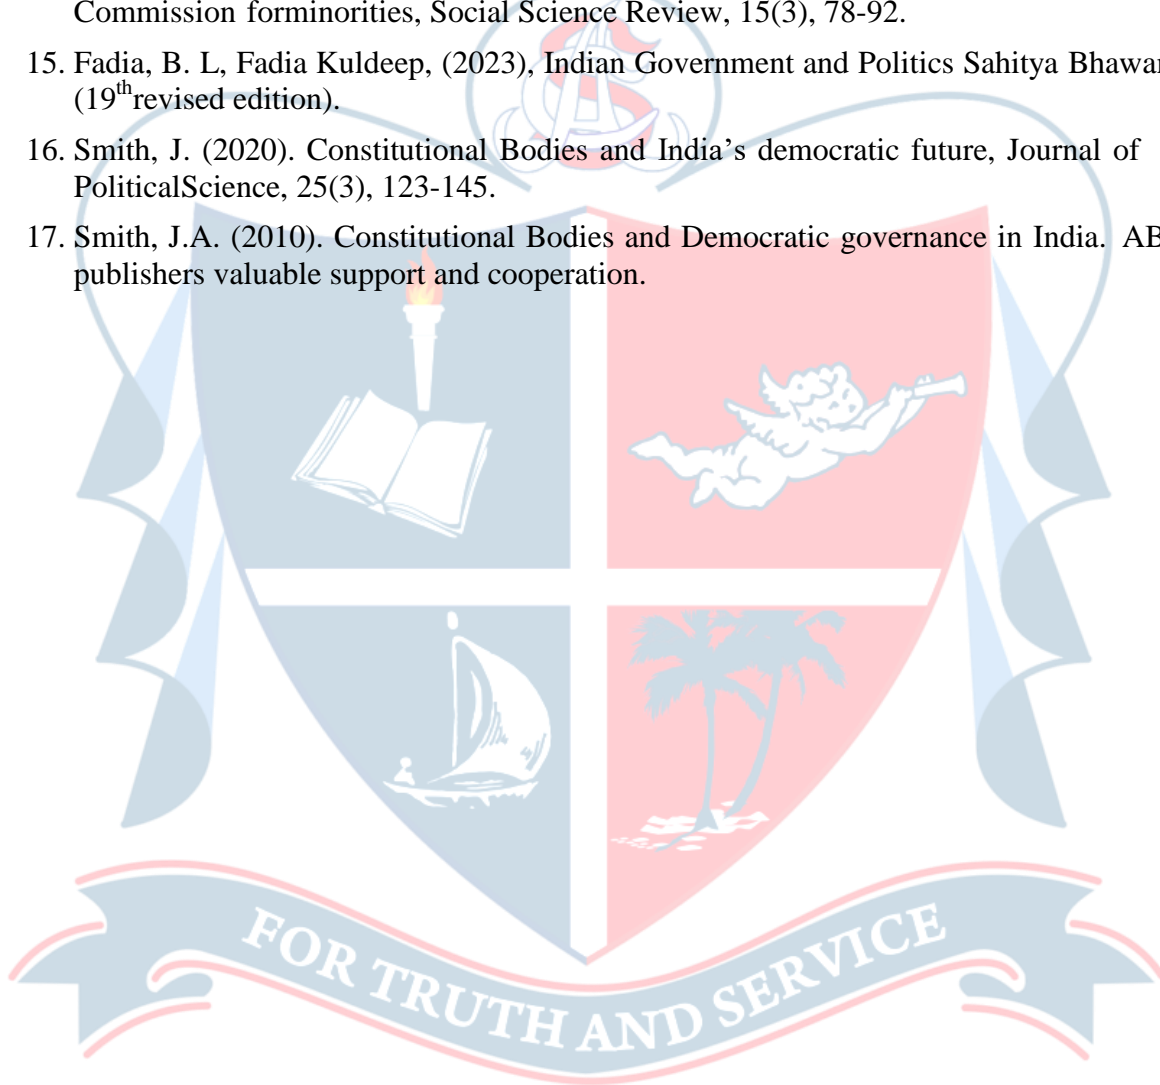 Commission forminorities, Social Science Review, 15(3), 78-92.
15. Fadia, B. L, Fadia Kuldeep, (2023), Indian Government and Politics Sahitya Bhawan
(19threvised edition).
16. Smith, J. (2020). Constitutional Bodies and India’s democratic future, Journal of
PoliticalScience, 25(3), 123-145.
17. Smith, J.A. (2010). Constitutional Bodies and Democratic governance in India. AB
publishers valuable support and cooperation.
FOR TRUTH AND SERVICE